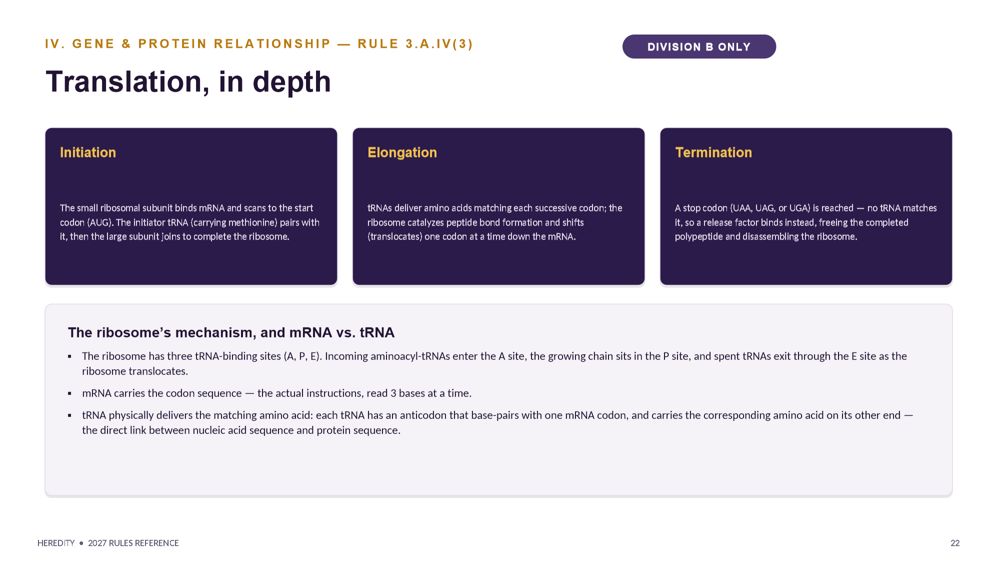 IV. GENE & PROTEIN RELATIONSHIP — RULE 3.A.IV(3)
DIVISION B ONLY
Translation, in depth
Initiation
The small ribosomal subunit binds mRNA and scans to the start
codon (AUG). The initiator tRNA (carrying methionine) pairs with
it, then the large subunit joins to complete the ribosome.
Elongation
tRNAs deliver amino acids matching each successive codon; the
ribosome catalyzes peptide bond formation and shifts
(translocates) one codon at a time down the mRNA.
Termination
A stop codon (UAA, UAG, or UGA) is reached — no tRNA matches
it, so a release factor binds instead, freeing the completed
polypeptide and disassembling the ribosome.
The ribosome’s mechanism, and mRNA vs. tRNA
▪ The ribosome has three tRNA-binding sites (A, P, E). Incoming aminoacyl-tRNAs enter the A site, the growing chain sits in the P site, and spent tRNAs exit through the E site as the
ribosome translocates.
▪ mRNA carries the codon sequence — the actual instructions, read 3 bases at a time.
▪ tRNA physically delivers the matching amino acid: each tRNA has an anticodon that base-pairs with one mRNA codon, and carries the corresponding amino acid on its other end —
the direct link between nucleic acid sequence and protein sequence.
HEREDITY • 2027 RULES REFERENCE
22